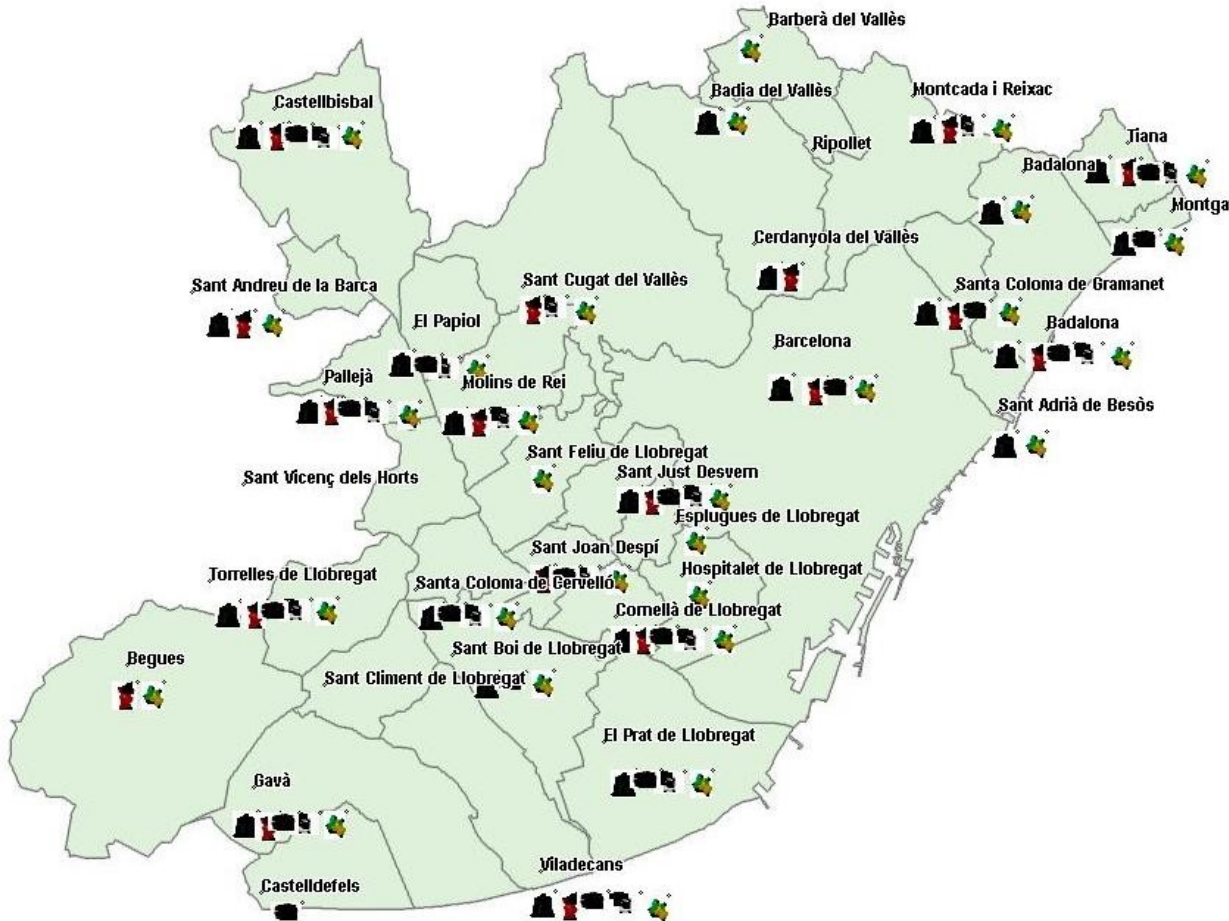 Barberà del Vallès
Castellbisbal
Badia del Vallès
Montcada i Reixac
Ripollet
Tiana
Badalona
Montga
Cerdanyola del Vallès
Sant Andreu de la Barca
Sant Cugat del Vallès
Santa Coloma de Gramanet
El Papiol
Badalona
Barcelona
Pallejà
Molins de Rei
Sant Adrià de Besòs
Sant Feliu de Llobregat
Sant Vicenç dels Horts
Sant Just Desvern
Esplugues de Llobregat
Sant Joan Despí
Torrelles de Llobregat
Santa Coloma de Cervelló
Hospitalet de Llobregat
Cornellà de Llobregat
Sant Boi de Llobregat
Begues
Sant Climent de Llobregat
El Prat de Llobregat
Gavà
Viladecans
Castelldefels